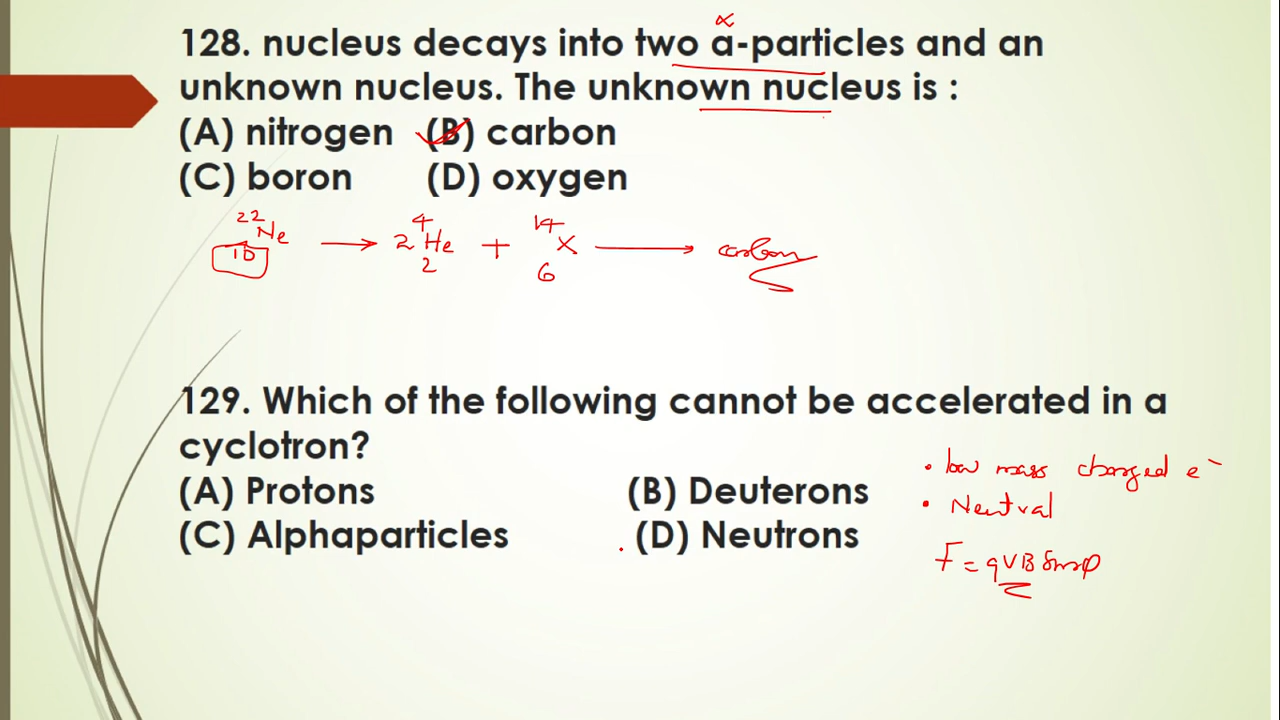 128. nucleus decays into two a-particles and an
α
unknown nucleus. The unknown nucleus is :
(A) nitrogen (B) carbon
(C) boron (D) oxygen
22
10 Ne → 2 4 He 2 + 14 X 6 → carbon
129. Which of the following cannot be accelerated in a
cyclotron?
• low mass charged e⁻
(A) Protons (B) Deuterons
• Neutral
(C) Alphaparticles (D) Neutrons
F = qVB Sinφ